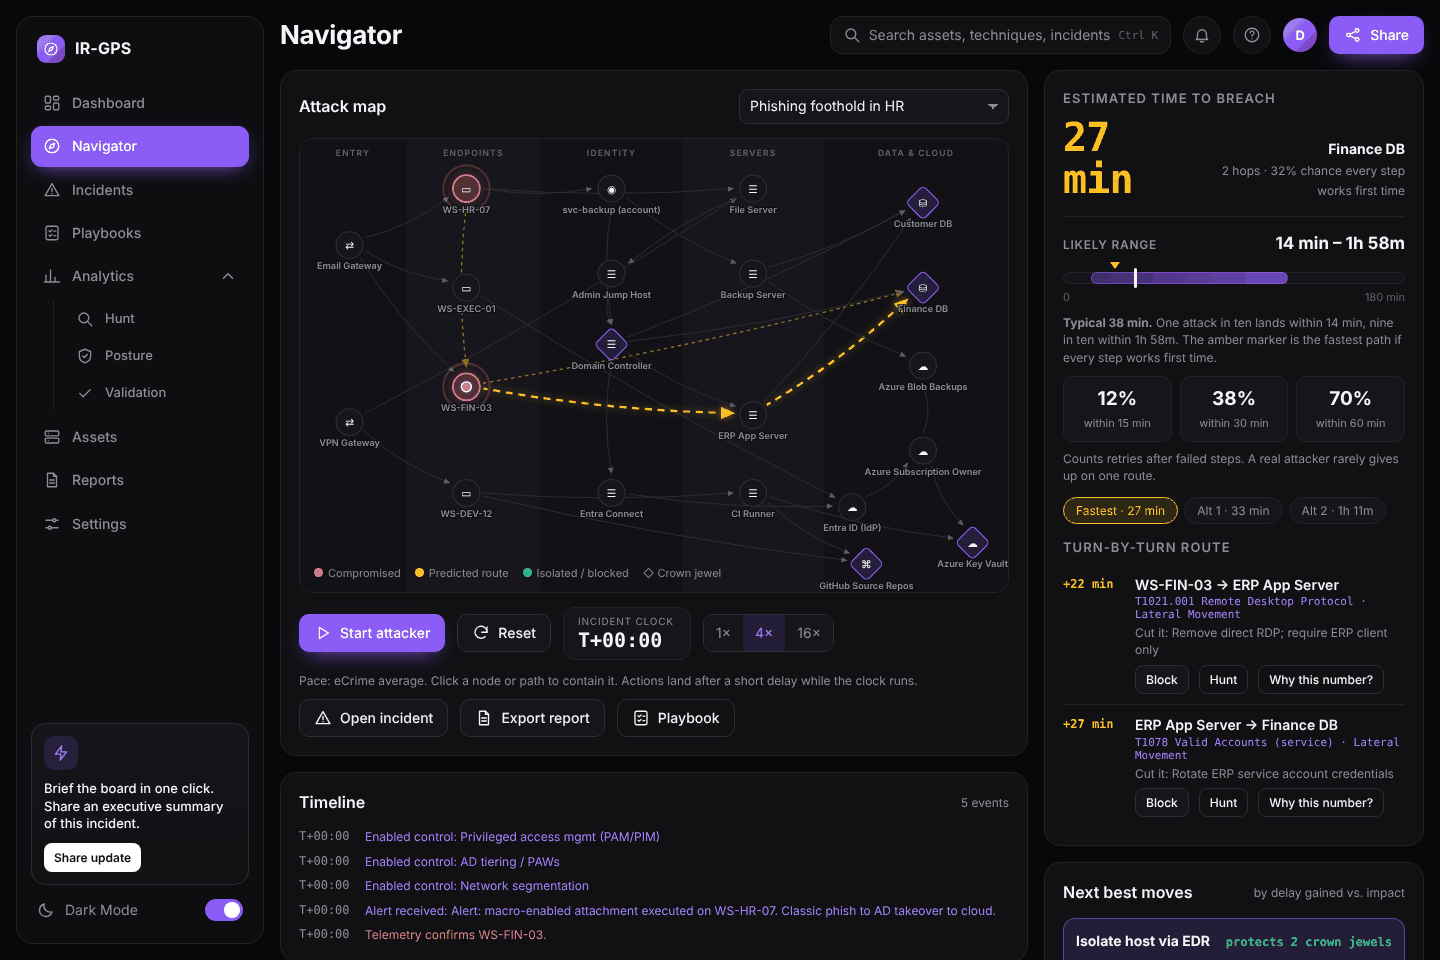 IR-GPS
Dashboard
Navigator
Incidents
Playbooks
Analytics
Hunt
Posture
Validation
Assets
Reports
Settings
Brief the board in one click.
Share an executive summary
of this incident.
Share update
Dark Mode
Navigator
Search assets, techniques, incidents Ctrl K
D
Share
Attack map
Phishing foothold in HR
ENTRY ENDPOINTS IDENTITY SERVERS DATA & CLOUD
WS-HR-07
svc-backup (account)
File Server
Customer DB
Email Gateway
WS-EXEC-01
Admin Jump Host
Backup Server
Finance DB
Domain Controller
Azure Blob Backups
WS-FIN-03
VPN Gateway
ERP App Server
Azure Subscription Owner
WS-DEV-12
Entra Connect
CI Runner
Entra ID (IdP)
Azure Key Vault
GitHub Source Repos
Compromised Predicted route Isolated / blocked Crown jewel
Start attacker
Reset
INCIDENT CLOCK
T+00:00
1× 4× 16×
Pace: eCrime average. Click a node or path to contain it. Actions land after a short delay while the clock runs.
Open incident
Export report
Playbook
Timeline
5 events
T+00:00 Enabled control: Privileged access mgmt (PAM/PIM)
T+00:00 Enabled control: AD tiering / PAWs
T+00:00 Enabled control: Network segmentation
T+00:00 Alert received: Alert: macro-enabled attachment executed on WS-HR-07. Classic phish to AD takeover to cloud.
T+00:00 Telemetry confirms WS-FIN-03.
ESTIMATED TIME TO BREACH
27
min
Finance DB
2 hops · 32% chance every step
works first time
LIKELY RANGE
14 min – 1h 58m
0 180 min
Typical 38 min. One attack in ten lands within 14 min, nine
in ten within 1h 58m. The amber marker is the fastest path if
every step works first time.
12%
within 15 min
38%
within 30 min
70%
within 60 min
Counts retries after failed steps. A real attacker rarely gives
up on one route.
Fastest · 27 min
Alt 1 · 33 min
Alt 2 · 1h 11m
TURN-BY-TURN ROUTE
+22 min
WS-FIN-03 → ERP App Server
T1021.001 Remote Desktop Protocol ·
Lateral Movement
Cut it: Remove direct RDP; require ERP client
only
Block
Hunt
Why this number?
+27 min
ERP App Server → Finance DB
T1078 Valid Accounts (service) · Lateral
Movement
Cut it: Rotate ERP service account credentials
Block
Hunt
Why this number?
Next best moves
by delay gained vs. impact
Isolate host via EDR
protects 2 crown jewels